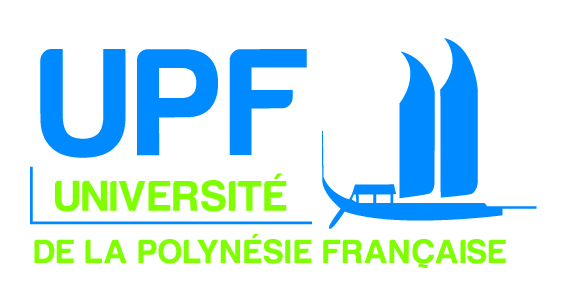 UPF
UNIVERSITÉ
DE LA POLYNÉSIE FRANÇAISE